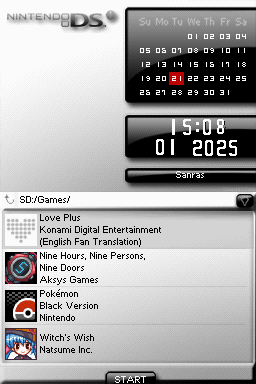 NINTENDO DS
Su Mo Tu We Th Fr Sa
01 02 03 04
05 06 07 08 09 10 11
12 13 14 15 16 17 18
19 20 21 22 23 24 25
26 27 28 29 30 31
15:08
01 2025
Sanras
SD:/Games/
Love Plus
Konami Digital Entertainment
(English Fan Translation)
Nine Hours, Nine Persons,
Nine Doors
Aksys Games
Pokémon
Black Version
Nintendo
Witch's Wish
Natsume Inc.
START